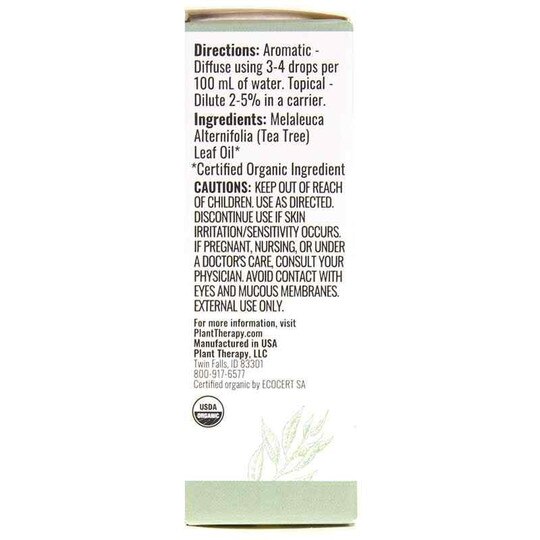 Directions: Aromatic -
Diffuse using 3-4 drops per
100 mL of water. Topical -
Dilute 2-5% in a carrier.
Ingredients: Melaleuca
Alternifolia (Tea Tree)
Leaf Oil*
*Certified Organic Ingredient
CAUTIONS: KEEP OUT OF REACH
OF CHILDREN. USE AS DIRECTED.
DISCONTINUE USE IF SKIN
IRRITATION/SENSITIVITY OCCURS.
IF PREGNANT, NURSING, OR UNDER
A DOCTOR'S CARE, CONSULT YOUR
PHYSICIAN. AVOID CONTACT WITH
EYES AND MUCOUS MEMBRANES.
EXTERNAL USE ONLY.
For more information, visit
PlantTherapy.com
Manufactured in USA
Plant Therapy, LLC
Twin Falls, ID 83301
800-917-6577
Certified organic by ECOCERT SA
USDA
ORGANIC